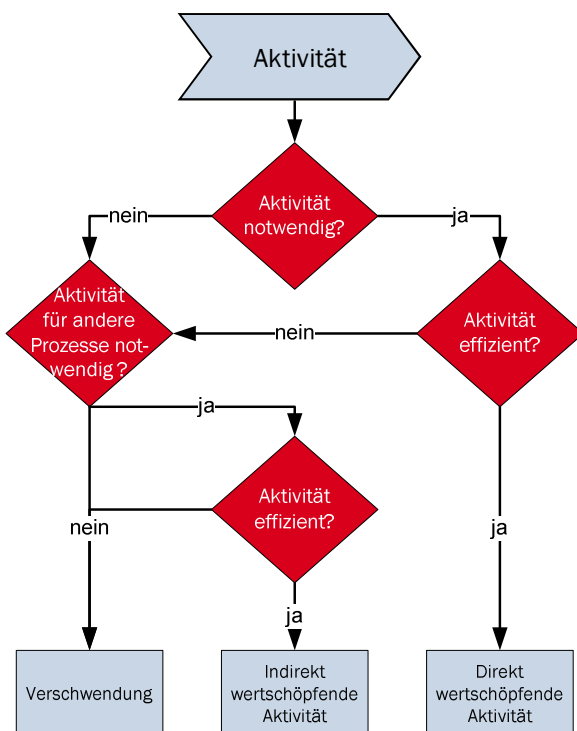 Aktivität
Aktivität
notwendig?
nein
ja
Aktivität
für andere
Prozesse not-
wendig ?
nein
Aktivität
effizient?
ja
Aktivität
effizient?
nein
ja
ja
Verschwendung
Indirekt
wertschöpfende
Aktivität
Direkt
wertschöpfende
Aktivität